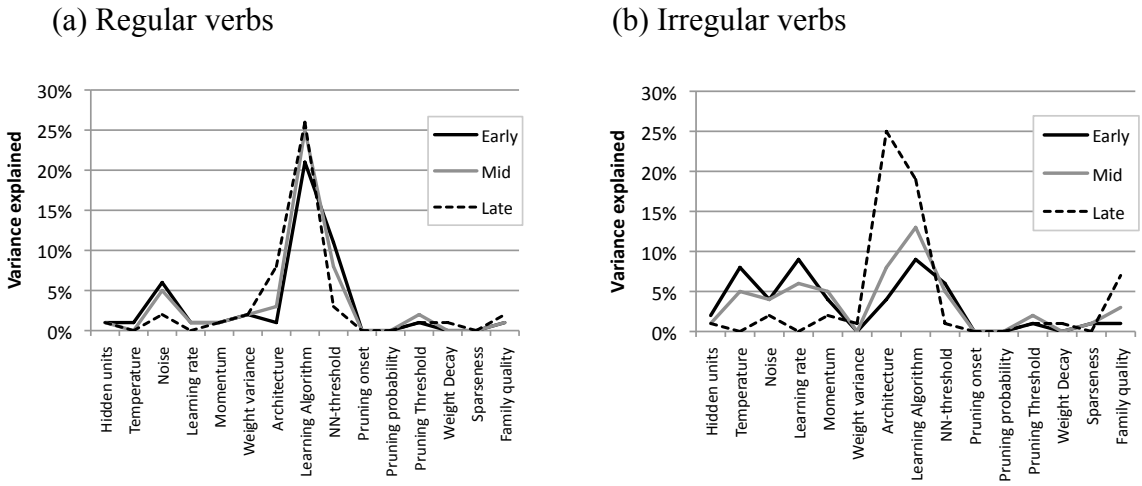 (a) Regular verbs
(b) Irregular verbs
Variance explained
30%
25%
20%
15%
10%
5%
0%
Early
Mid
Late
Hidden units
Temperature
Noise
Learning rate
Momentum
Weight variance
Architecture
Learning Algorithm
NN-threshold
Pruning onset
Pruning probability
Pruning Threshold
Weight Decay
Sparseness
Family quality
Variance explained
30%
25%
20%
15%
10%
5%
0%
Early
Mid
Late
Hidden units
Temperature
Noise
Learning rate
Momentum
Weight variance
Architecture
Learning Algorithm
NN-threshold
Pruning onset
Pruning probability
Pruning Threshold
Weight Decay
Sparseness
Family quality